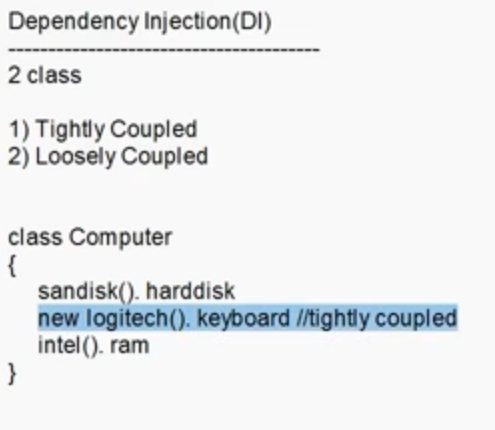 Dependency Injection(DI)
---------------------------------------
2 class
1) Tightly Coupled
2) Loosely Coupled
class Computer
{
sandisk(). harddisk
new logitech(). keyboard //tightly coupled
intel(). ram
}